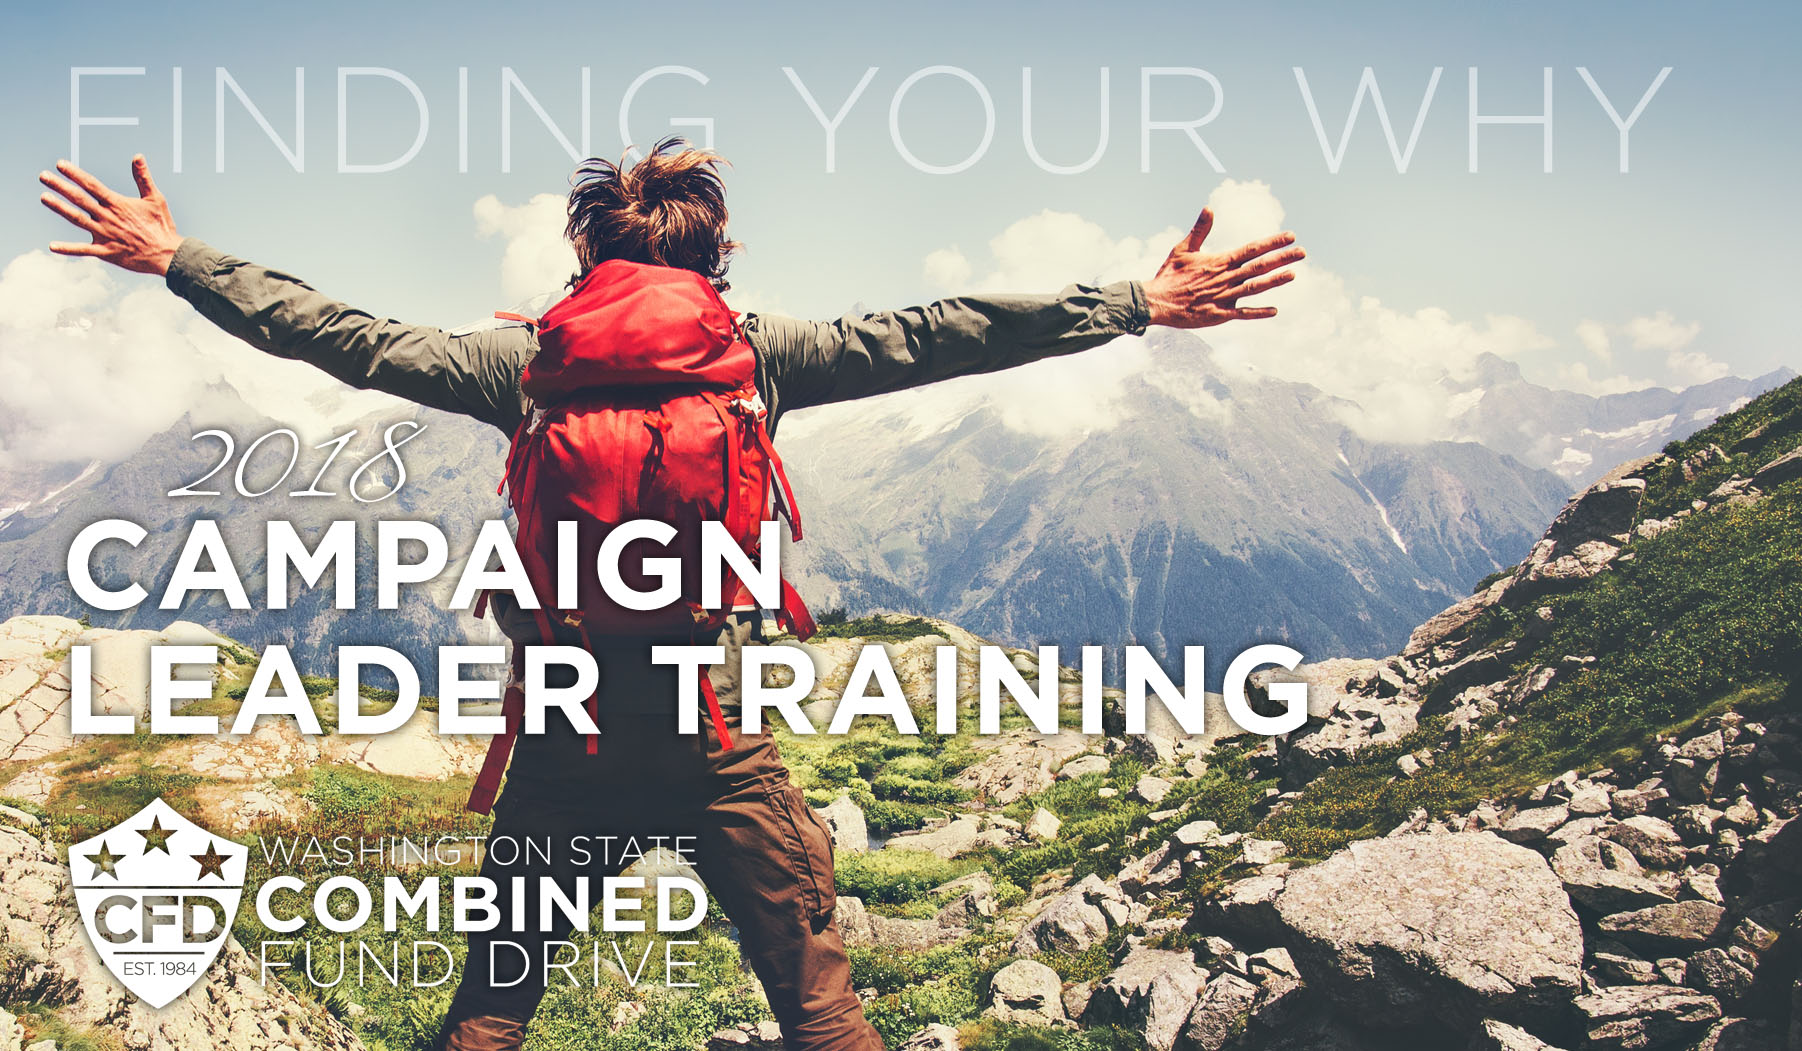 FINDING YOUR WHY
2018
CAMPAIGN
LEADER TRAINING
WASHINGTON STATE
COMBINED
FUND DRIVE
CFD
EST. 1984